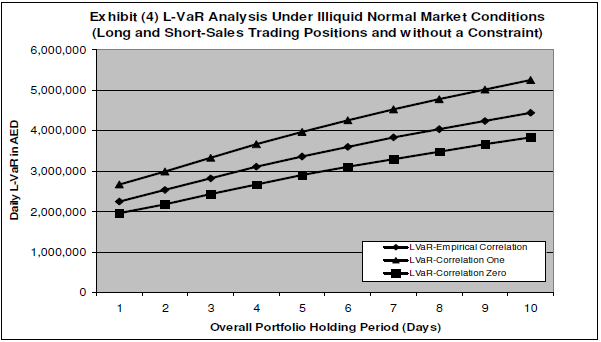 Exhibit (4) L-VaR Analysis Under Illiquid Normal Market Conditions
(Long and Short-Sales Trading Positions and without a Constraint)
6,000,000
5,000,000
4,000,000
3,000,000
2,000,000
1,000,000
0
Daily L-VaR in AED
LVaR-Empirical Correlation
LVaR-Correlation One
LVaR-Correlation Zero
1 2 3 4 5 6 7 8 9 10
Overall Portfolio Holding Period (Days)